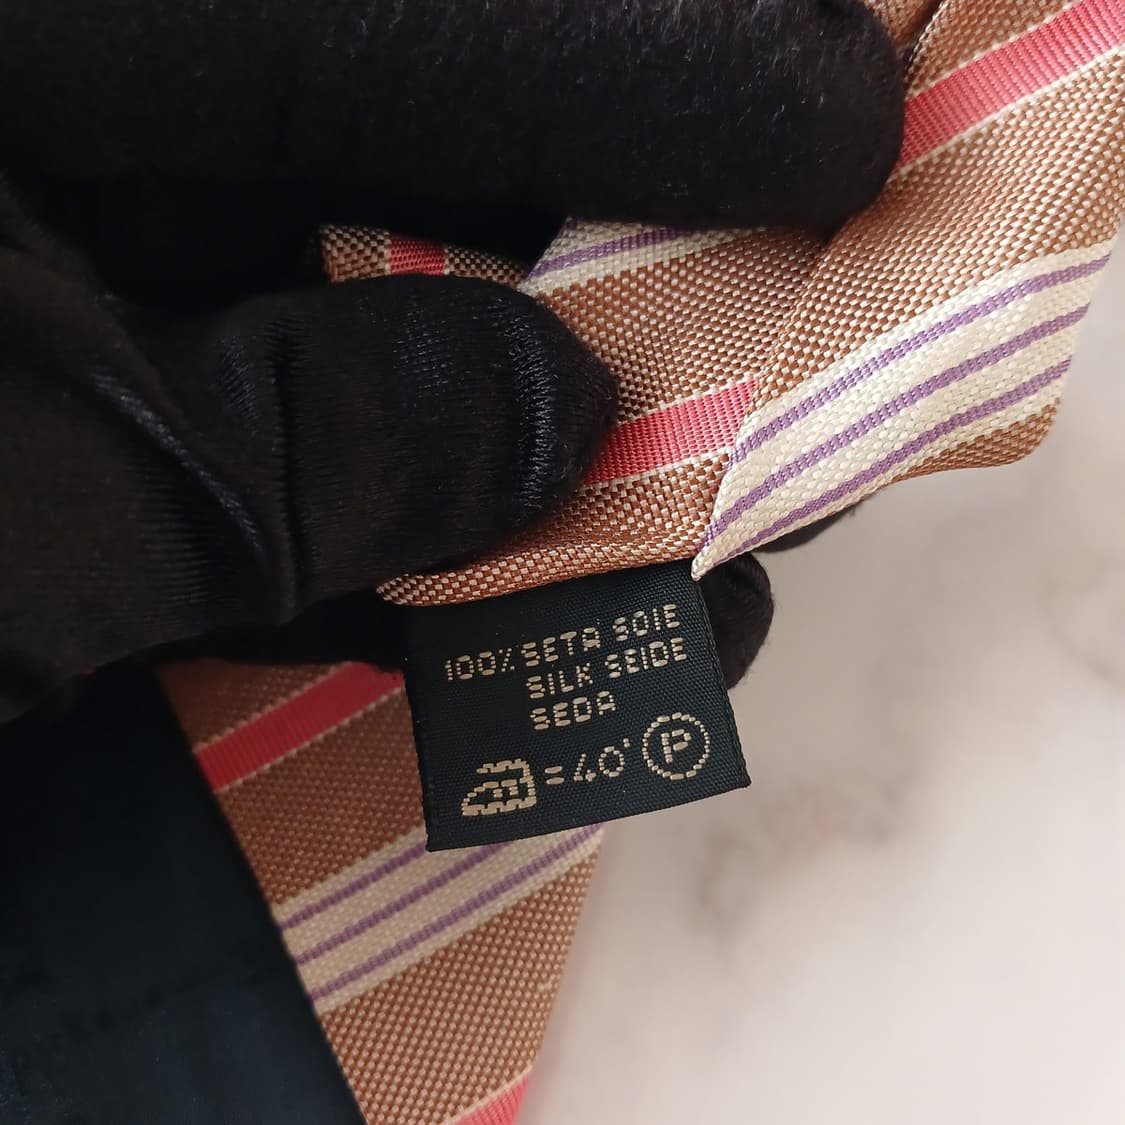 100% SETA SOIE
SILK SEIDE
SEDA
=40° P